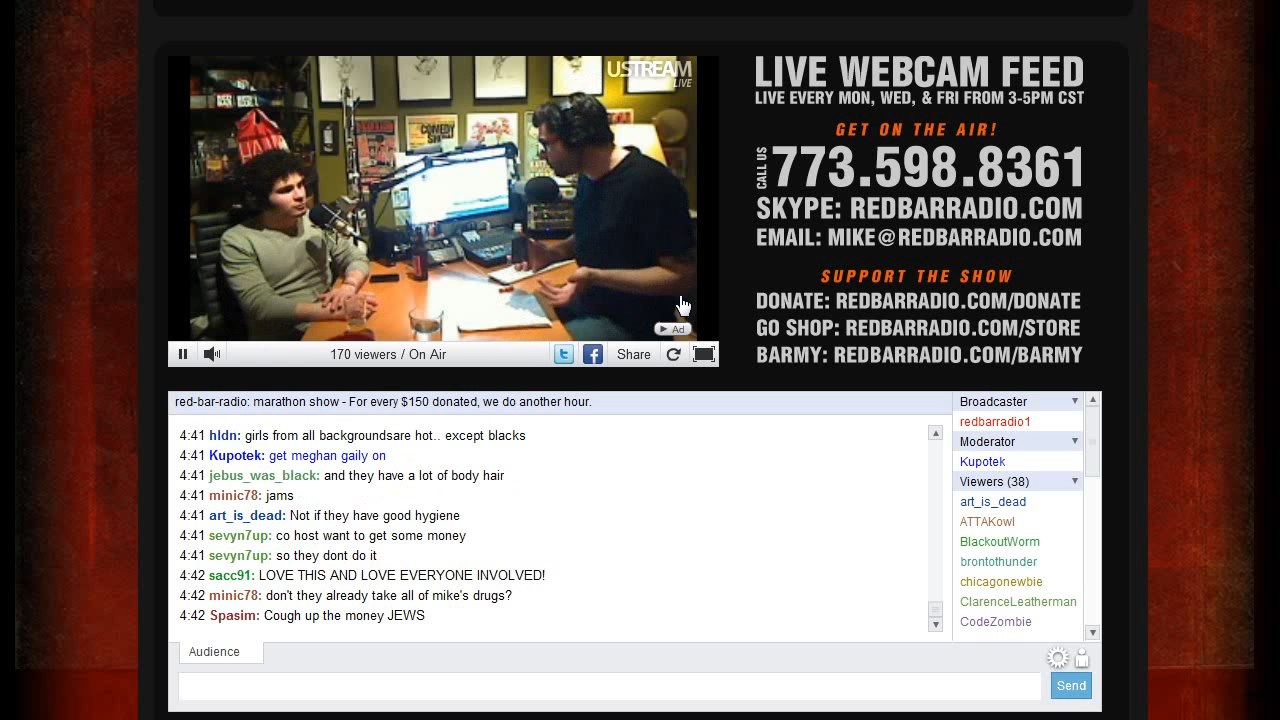 USTREAM
LIVE
HAHA
COMEDY
Ad
170 viewers / On Air
Share
LIVE WEBCAM FEED
LIVE EVERY MON, WED, & FRI FROM 3-5PM CST
GET ON THE AIR!
CALL US 773.598.8361
SKYPE: REDBARRADIO.COM
EMAIL: MIKE@REDBARRADIO.COM
SUPPORT THE SHOW
DONATE: REDBARRADIO.COM/DONATE
GO SHOP: REDBARRADIO.COM/STORE
BARMY: REDBARRADIO.COM/BARMY
red-bar-radio: marathon show - For every $150 donated, we do another hour.
4:41 hldn: girls from all backgroundsare hot.. except blacks
4:41 Kupotek: get meghan gaily on
4:41 jebus_was_black: and they have a lot of body hair
4:41 minic78: jams
4:41 art_is_dead: Not if they have good hygiene
4:41 sevyn7up: co host want to get some money
4:41 sevyn7up: so they dont do it
4:42 sacc91: LOVE THIS AND LOVE EVERYONE INVOLVED!
4:42 minic78: don't they already take all of mike's drugs?
4:42 Spasim: Cough up the money JEWS
Broadcaster
redbarradio1
Moderator
Kupotek
Viewers (38)
art_is_dead
ATTAKowl
BlackoutWorm
brontothunder
chicagonewbie
ClarenceLeatherman
CodeZombie
Audience
Send